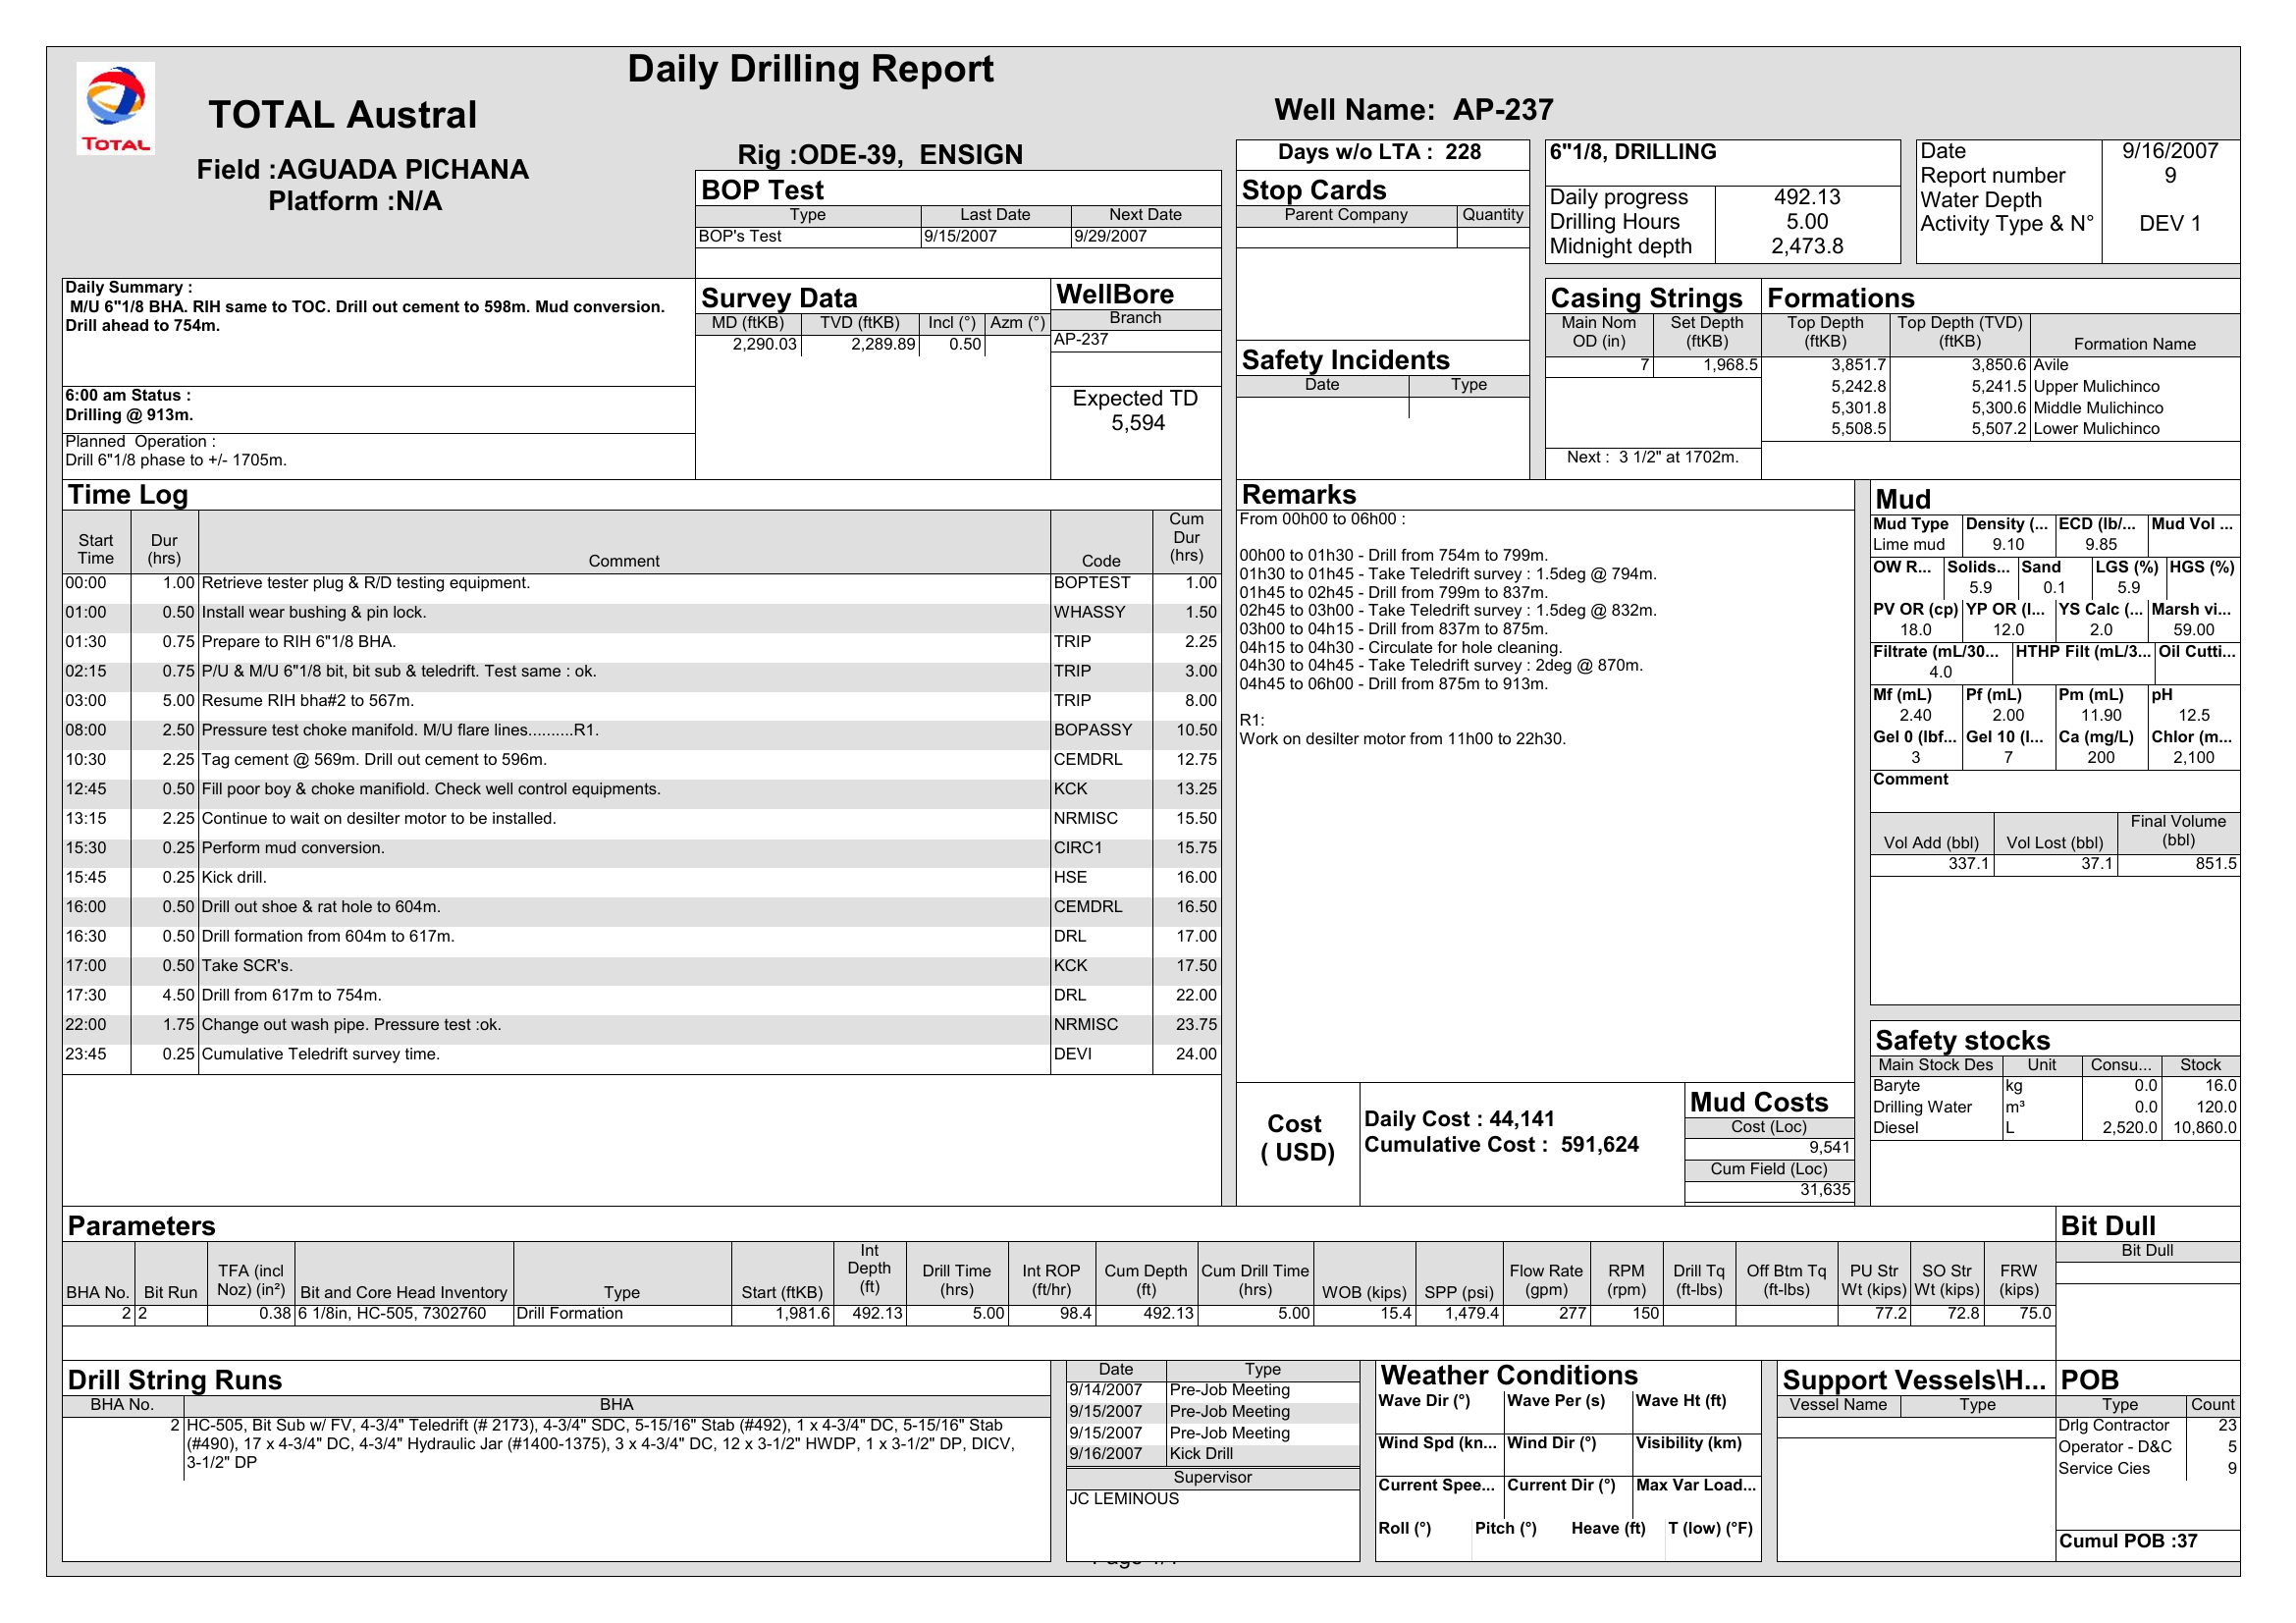 Daily Drilling Report
TOTAL
TOTAL Austral
Well Name: AP-237
Field :AGUADA PICHANA
Platform :N/A
Rig :ODE-39, ENSIGN
BOP Test
Type Last Date Next Date
BOP's Test 9/15/2007 9/29/2007
Days w/o LTA : 228
Stop Cards
Parent Company Quantity
6"1/8, DRILLING
Daily progress 492.13
Drilling Hours 5.00
Midnight depth 2,473.8
Date 9/16/2007
Report number 9
Water Depth
Activity Type & N° DEV 1
Daily Summary :
M/U 6"1/8 BHA. RIH same to TOC. Drill out cement to 598m. Mud conversion.
Drill ahead to 754m.
6:00 am Status :
Drilling @ 913m.
Planned Operation :
Drill 6"1/8 phase to +/- 1705m.
Survey Data
MD (ftKB) TVD (ftKB) Incl (°) Azm (°)
2,290.03 2,289.89 0.50
WellBore
Branch
AP-237
Expected TD
5,594
Safety Incidents
Date Type
Casing Strings
Main Nom OD (in) Set Depth (ftKB)
7 1,968.5
Next : 3 1/2" at 1702m.
Formations
Top Depth (ftKB) Top Depth (TVD) (ftKB) Formation Name
3,851.7 3,850.6 Avile
5,242.8 5,241.5 Upper Mulichinco
5,301.8 5,300.6 Middle Mulichinco
5,508.5 5,507.2 Lower Mulichinco
Time Log
Start Time Dur (hrs) Comment Code Cum Dur (hrs)
00:00 1.00 Retrieve tester plug & R/D testing equipment. BOPTEST 1.00
01:00 0.50 Install wear bushing & pin lock. WHASSY 1.50
01:30 0.75 Prepare to RIH 6"1/8 BHA. TRIP 2.25
02:15 0.75 P/U & M/U 6"1/8 bit, bit sub & teledrift. Test same : ok. TRIP 3.00
03:00 5.00 Resume RIH bha#2 to 567m. TRIP 8.00
08:00 2.50 Pressure test choke manifold. M/U flare lines..........R1. BOPASSY 10.50
10:30 2.25 Tag cement @ 569m. Drill out cement to 596m. CEMDRL 12.75
12:45 0.50 Fill poor boy & choke manifiold. Check well control equipments. KCK 13.25
13:15 2.25 Continue to wait on desilter motor to be installed. NRMISC 15.50
15:30 0.25 Perform mud conversion. CIRC1 15.75
15:45 0.25 Kick drill. HSE 16.00
16:00 0.50 Drill out shoe & rat hole to 604m. CEMDRL 16.50
16:30 0.50 Drill formation from 604m to 617m. DRL 17.00
17:00 0.50 Take SCR's. KCK 17.50
17:30 4.50 Drill from 617m to 754m. DRL 22.00
22:00 1.75 Change out wash pipe. Pressure test :ok. NRMISC 23.75
23:45 0.25 Cumulative Teledrift survey time. DEVI 24.00
Remarks
From 00h00 to 06h00 :
00h00 to 01h30 - Drill from 754m to 799m.
01h30 to 01h45 - Take Teledrift survey : 1.5deg @ 794m.
01h45 to 02h45 - Drill from 799m to 837m.
02h45 to 03h00 - Take Teledrift survey : 1.5deg @ 832m.
03h00 to 04h15 - Drill from 837m to 875m.
04h15 to 04h30 - Circulate for hole cleaning.
04h30 to 04h45 - Take Teledrift survey : 2deg @ 870m.
04h45 to 06h00 - Drill from 875m to 913m.
R1:
Work on desilter motor from 11h00 to 22h30.
Cost
( USD)
Daily Cost : 44,141
Cumulative Cost : 591,624
Mud Costs
Cost (Loc)
9,541
Cum Field (Loc)
31,635
Mud
Mud Type Density (... ECD (lb/... Mud Vol ...
Lime mud 9.10 9.85
OW R... Solids... Sand LGS (%) HGS (%)
5.9 0.1 5.9
PV OR (cp) YP OR (l... YS Calc (... Marsh vi...
18.0 12.0 2.0 59.00
Filtrate (mL/30... HTHP Filt (mL/3... Oil Cutti...
4.0
Mf (mL) Pf (mL) Pm (mL) pH
2.40 2.00 11.90 12.5
Gel 0 (lbf... Gel 10 (l... Ca (mg/L) Chlor (m...
3 7 200 2,100
Comment
Vol Add (bbl) Vol Lost (bbl) Final Volume (bbl)
337.1 37.1 851.5
Safety stocks
Main Stock Des Unit Consu... Stock
Baryte kg 0.0 16.0
Drilling Water m³ 0.0 120.0
Diesel L 2,520.0 10,860.0
Parameters
BHA No. Bit Run TFA (incl Noz) (in²) Bit and Core Head Inventory Type Start (ftKB) Int Depth (ft) Drill Time (hrs) Int ROP (ft/hr) Cum Depth (ft) Cum Drill Time (hrs) WOB (kips) SPP (psi) Flow Rate (gpm) RPM (rpm) Drill Tq (ft-lbs) Off Btm Tq (ft-lbs) PU Str Wt (kips) SO Str Wt (kips) FRW (kips)
2 2 0.38 6 1/8in, HC-505, 7302760 Drill Formation 1,981.6 492.13 5.00 98.4 492.13 5.00 15.4 1,479.4 277 150 77.2 72.8 75.0
Bit Dull
Bit Dull
Drill String Runs
BHA No. BHA
2 HC-505, Bit Sub w/ FV, 4-3/4" Teledrift (# 2173), 4-3/4" SDC, 5-15/16" Stab (#492), 1 x 4-3/4" DC, 5-15/16" Stab
(#490), 17 x 4-3/4" DC, 4-3/4" Hydraulic Jar (#1400-1375), 3 x 4-3/4" DC, 12 x 3-1/2" HWDP, 1 x 3-1/2" DP, DICV,
3-1/2" DP
Date Type
9/14/2007 Pre-Job Meeting
9/15/2007 Pre-Job Meeting
9/15/2007 Pre-Job Meeting
9/16/2007 Kick Drill
Supervisor
JC LEMINOUS
Weather Conditions
Wave Dir (°) Wave Per (s) Wave Ht (ft)
Wind Spd (kn... Wind Dir (°) Visibility (km)
Current Spee... Current Dir (°) Max Var Load...
Roll (°) Pitch (°) Heave (ft) T (low) (°F)
Support Vessels\H...
Vessel Name Type
POB
Type Count
Drlg Contractor 23
Operator - D&C 5
Service Cies 9
Cumul POB :37